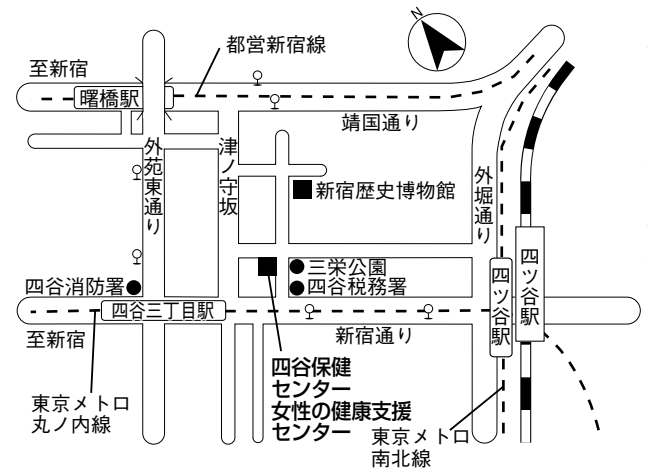 N
都営新宿線
至新宿
曙橋駅
靖国通り
外苑東通り
津ノ守坂
外堀通り
新宿歴史博物館
三栄公園
四谷税務署
四谷消防署
四谷三丁目駅
四ツ谷駅
四ツ谷駅
至新宿
新宿通り
四谷保健
センター
女性の健康支援
センター
東京メトロ
丸ノ内線
東京メトロ
南北線